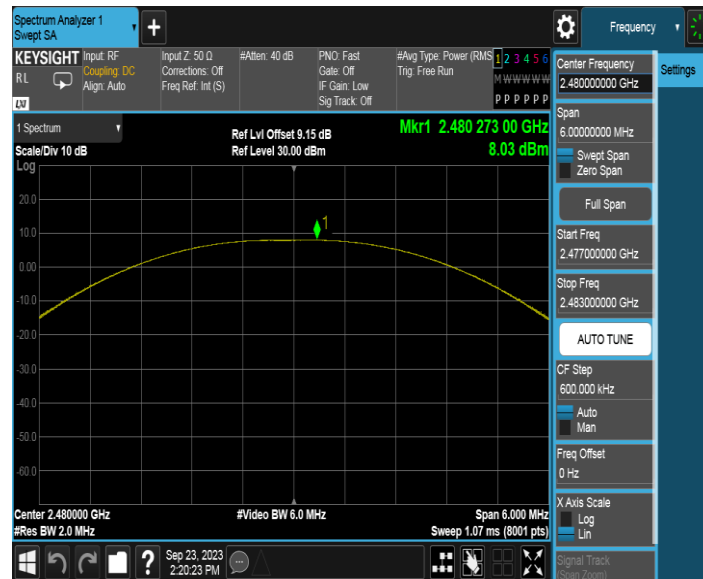 Spectrum Analyzer 1
Swept SA
+
Frequency
KEYSIGHT
RL
LXI
Input: RF
Coupling: DC
Align: Auto
Input Z: 50 Ω
Corrections: Off
Freq Ref: Int (S)
#Atten: 40 dB
PNO: Fast
Gate: Off
IF Gain: Low
Sig Track: Off
#Avg Type: Power (RMS
Trig: Free Run
1 2 3 4 5 6
M W W W W W
P P P P P P
Center Frequency
2.480000000 GHz
Settings
Span
6.00000000 MHz
Swept Span
Zero Span
Full Span
Start Freq
2.477000000 GHz
Stop Freq
2.483000000 GHz
AUTO TUNE
CF Step
600.000 kHz
Auto
Man
Freq Offset
0 Hz
X Axis Scale
Log
Lin
Signal Track
(Span Zoom)
1 Spectrum
Scale/Div 10 dB
Log
Ref Lvl Offset 9.15 dB
Ref Level 30.00 dBm
Mkr1 2.480 273 00 GHz
8.03 dBm
20.0
10.0
0.00
-10.0
-20.0
-30.0
-40.0
-50.0
-60.0
1
Center 2.480000 GHz
#Res BW 2.0 MHz
#Video BW 6.0 MHz
Span 6.000 MHz
Sweep 1.07 ms (8001 pts)
?
Sep 23, 2023
2:20:23 PM